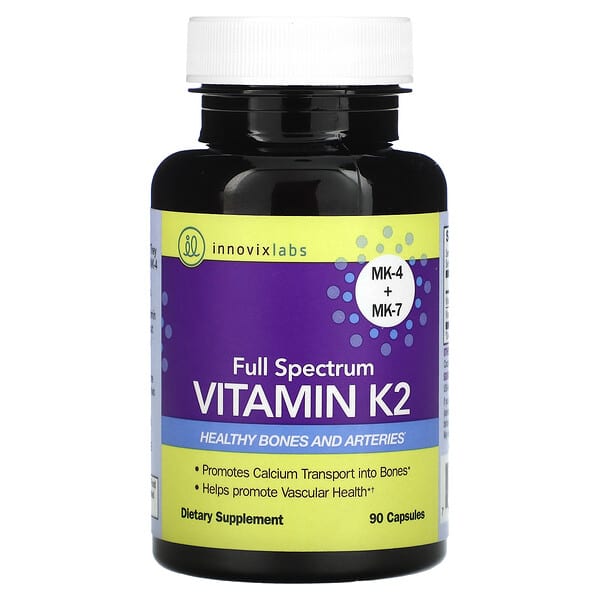 innovixlabs
MK-4
+
MK-7
Full Spectrum
VITAMIN K2
HEALTHY BONES AND ARTERIES*
• Promotes Calcium Transport into Bones*
• Helps promote Vascular Health*†
Dietary Supplement
90 Capsules